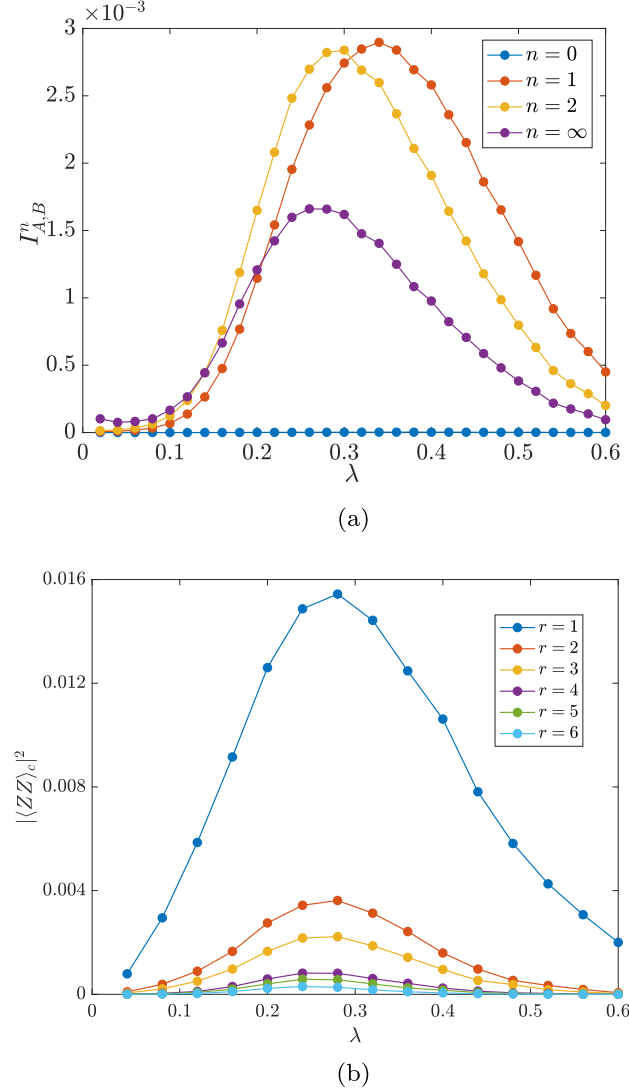 ×10⁻³
3
2.5
2
1.5
1
0.5
0
0 0.1 0.2 0.3 0.4 0.5 0.6
I^n_{A,B}
λ
n = 0
n = 1
n = 2
n = ∞
(a)
0.016
0.012
0.008
0.004
0
0 0.1 0.2 0.3 0.4 0.5 0.6
|⟨ZZ⟩_c|²
λ
r = 1
r = 2
r = 3
r = 4
r = 5
r = 6
(b)